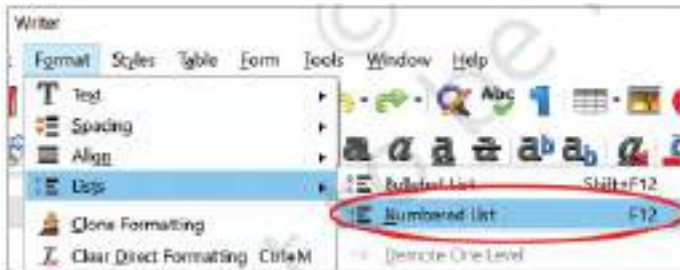 Writer
Format Styles Table Form Tools Window Help
Text
Spacing
Align
Lists
Bulleted List Shift+F12
Numbered List F12
Clone Formatting
Clear Direct Formatting Ctrl+M
Demote One Level